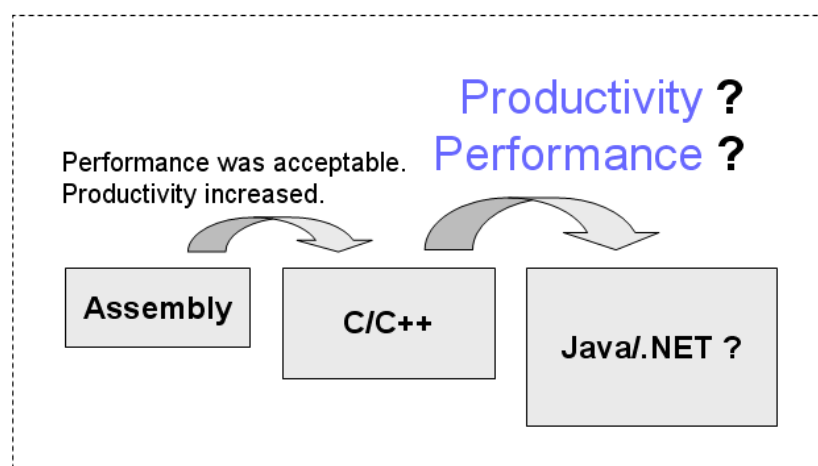 Productivity ?
Performance ?
Performance was acceptable.
Productivity increased.
Assembly
C/C++
Java/.NET ?